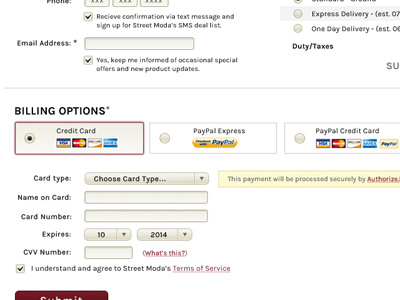 Phone: xxx xxx xxxx
Recieve confirmation via text message and
sign up for Street Moda's SMS deal list.
Email Address: *
Yes, keep me informed of occasional special
offers and new product updates.
Express Delivery - (est. 07
One Day Delivery - (est. 06
Duty/Taxes
SU
BILLING OPTIONS*
Credit Card
VISA
PayPal Express
Checkout with PayPal
PayPal Credit Card
VISA PayPal
Card type: Choose Card Type...
This payment will be processed securely by Authorize.
Name on Card:
Card Number:
Expires: 10 2014
CVV Number: (What's this?)
I understand and agree to Street Moda's Terms of Service
Submit